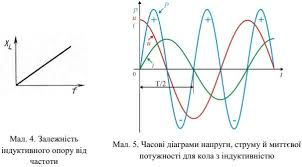 X_L
f
Мал. 4. Залежність
індуктивного опору від
частоти
p
u
i
p
u
i
0
T/2
+
+
+
-
-
t
Мал. 5. Часові діаграми напруги, струму й миттєвої
потужності для кола з індуктивністю